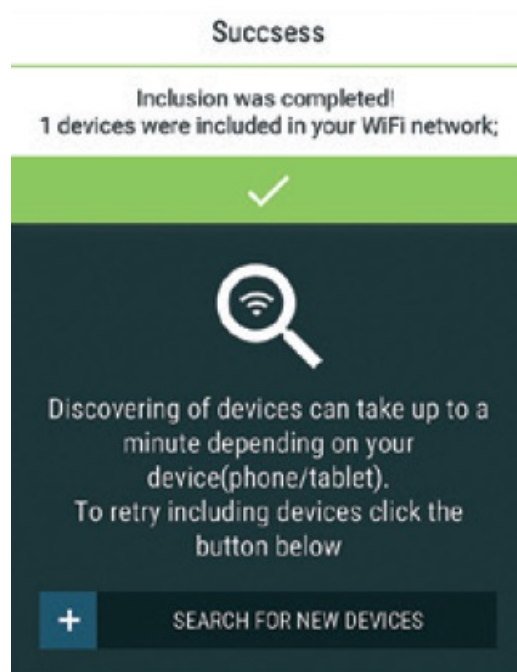 Succsess
Inclusion was completed!
1 devices were included in your WiFi network;
Discovering of devices can take up to a
minute depending on your
device(phone/tablet).
To retry including devices click the
button below
+ SEARCH FOR NEW DEVICES